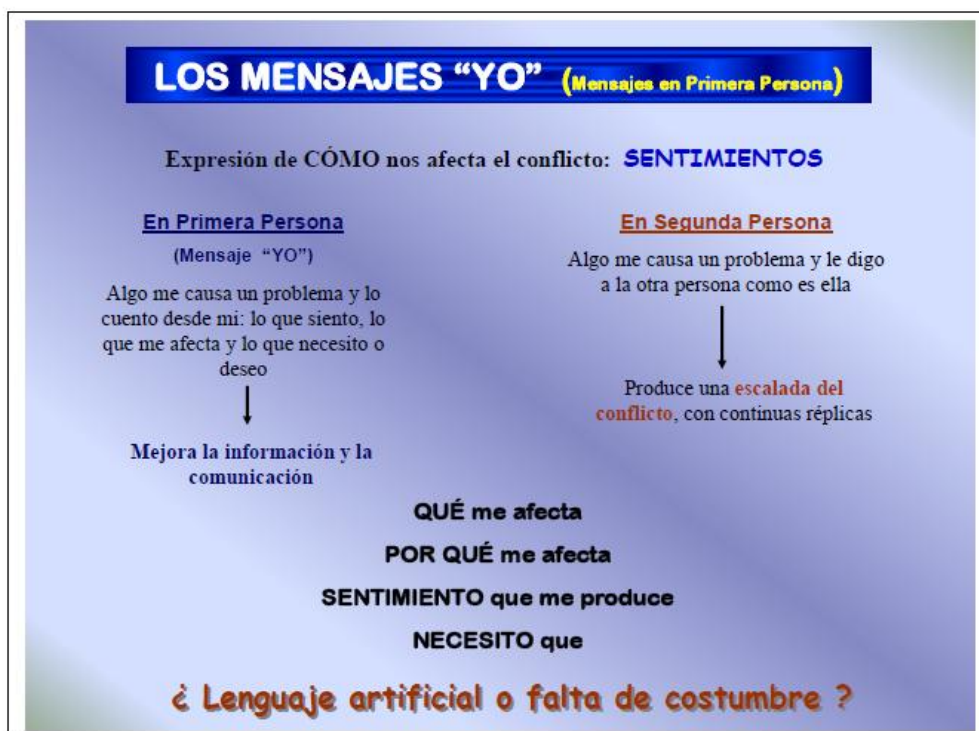 LOS MENSAJES “YO” (Mensajes en Primera Persona)
Expresión de CÓMO nos afecta el conflicto: SENTIMIENTOS
En Primera Persona
(Mensaje “YO”)
Algo me causa un problema y lo
cuento desde mi: lo que siento, lo
que me afecta y lo que necesito o
deseo
Mejora la información y la
comunicación
En Segunda Persona
Algo me causa un problema y le digo
a la otra persona como es ella
Produce una escalada del
conflicto, con continuas réplicas
QUÉ me afecta
POR QUÉ me afecta
SENTIMIENTO que me produce
NECESITO que
¿ Lenguaje artificial o falta de costumbre ?